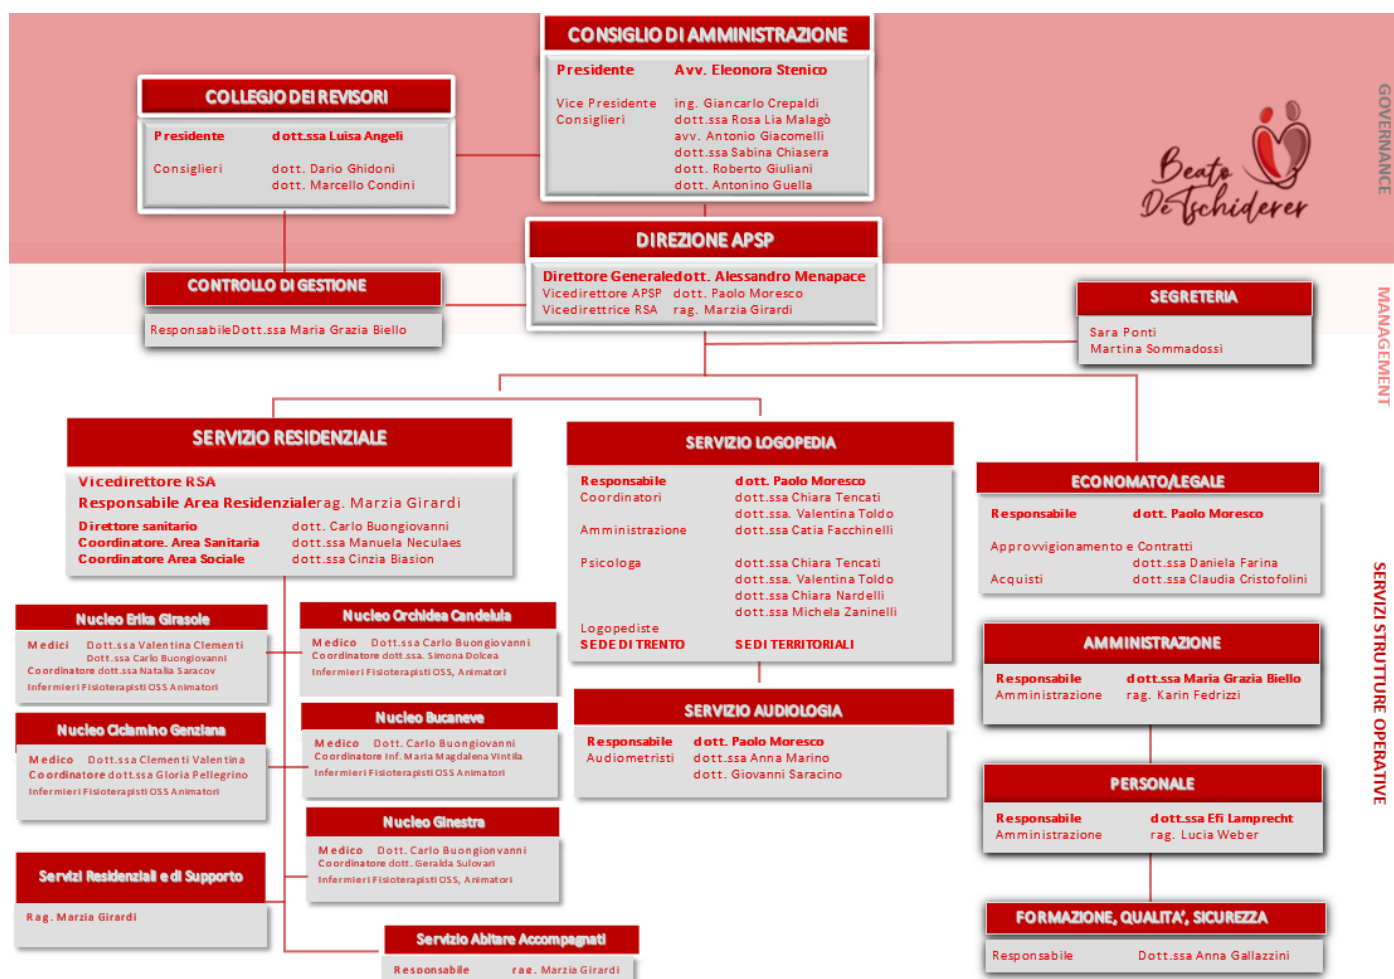 CONSIGLIO DI AMMINISTRAZIONE
Presidente Avv. Eleonora Stenico
Vice Presidente ing. Giancarlo Crepaldi
Consiglieri dott.ssa Rosa Lia Malagò
avv. Antonio Giacomelli
dott.ssa Sabina Chiasera
dott. Roberto Giuliani
dott. Antonino Guella
COLLEGIO DEI REVISORI
Presidente dott.ssa Luisa Angeli
Consiglieri dott. Dario Ghidoni
dott. Marcello Condini
Beato
De Tschiderer
GOVERNANCE
DIREZIONE APSP
Direttore Generaledott. Alessandro Menapace
Vicedirettore APSP dott. Paolo Moresco
Vicedirettrice RSA rag. Marzia Girardi
CONTROLLO DI GESTIONE
ResponsabileDott.ssa Maria Grazia Biello
SEGRETERIA
Sara Ponti
Martina Sommadossi
MANAGEMENT
SERVIZIO RESIDENZIALE
Vicedirettore RSA
Responsabile Area Residenzialerag. Marzia Girardi
Direttore sanitario dott. Carlo Buongiovanni
Coordinatore. Area Sanitaria dott.ssa Manuela Neculaes
Coordinatore Area Sociale dott.ssa Cinzia Biasion
Nucleo Erika Girasole
Medici Dott.ssa Valentina Clementi
Dott.ssa Carlo Buongiovanni
Coordinatore dott.ssa Natalia Saracov
Infermieri Fisioterapisti OSS Animatori
Nucleo Orchidea Candelula
Medico Dott.ssa Carlo Buongiovanni
Coordinatore dott.ssa. Simona Dolcea
Infermieri Fisioterapisti OSS, Animatori
Nucleo Ciclamino Genziana
Medico Dott.ssa Clementi Valentina
Coordinatore dott.ssa Gloria Pellegrino
Infermieri Fisioterapisti OSS Animatori
Nucleo Bucaneve
Medico Dott. Carlo Buongiovanni
Coordinatore Inf. Maria Magdalena Vintila
Infermieri Fisioterapisti OSS Animatori
Nucleo Ginestra
Medico Dott. Carlo Buongionvanni
Coordinatore dott. Geralda Sulovari
Infermieri Fisioterapisti OSS, Animatori
Servizi Residenziali e di Supporto
Rag. Marzia Girardi
Servizio Abitare Accompagnati
Responsabile rag. Marzia Girardi
SERVIZIO LOGOPEDIA
Responsabile dott. Paolo Moresco
Coordinatori dott.ssa Chiara Tencati
dott.ssa. Valentina Toldo
Amministrazione dott.ssa Catia Facchinelli
Psicologa dott.ssa Chiara Tencati
dott.ssa. Valentina Toldo
dott.ssa Chiara Nardelli
dott.ssa Michela Zaninelli
Logopediste
SEDE DI TRENTO SEDI TERRITORIALI
SERVIZIO AUDIOLOGIA
Responsabile dott. Paolo Moresco
Audiometristi dott.ssa Anna Marino
dott. Giovanni Saracino
ECONOMATO/LEGALE
Responsabile dott. Paolo Moresco
Approvvigionamento e Contratti
dott.ssa Daniela Farina
Acquisti dott.ssa Claudia Cristofolini
AMMINISTRAZIONE
Responsabile dott.ssa Maria Grazia Biello
Amministrazione rag. Karin Fedrizzi
PERSONALE
Responsabile dott.ssa Efi Lamprecht
Amministrazione rag. Lucia Weber
FORMAZIONE, QUALITA', SICUREZZA
Responsabile Dott.ssa Anna Gallazzini
SERVIZI STRUTTURE OPERATIVE